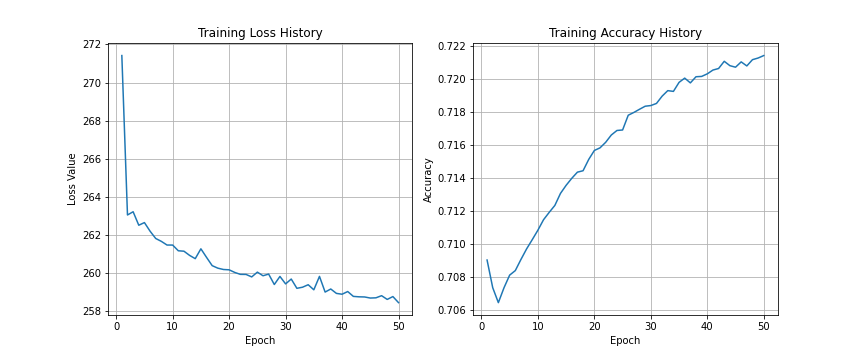 Training Loss History
272
270
268
266
264
262
260
258
0 10 20 30 40 50
Loss Value
Epoch
Training Accuracy History
0.722
0.720
0.718
0.716
0.714
0.712
0.710
0.708
0.706
0 10 20 30 40 50
Accuracy
Epoch